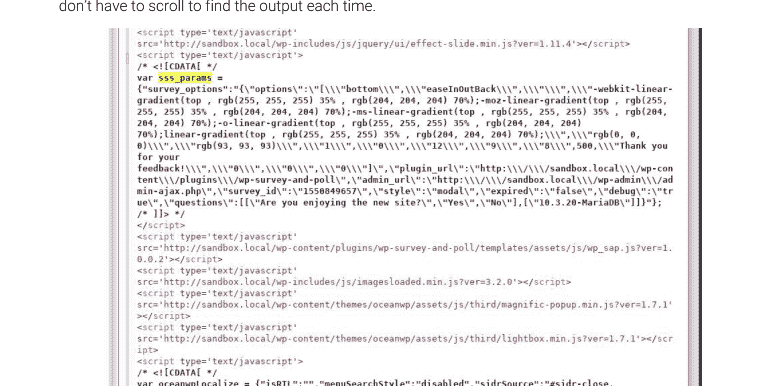 don't have to scroll to find the output each time.
<script type='text/javascript'
src='http://sandbox.local/wp-includes/js/jquery/ui/effect-slide.min.js?ver=1.11.4'></script>
<script type='text/javascript'>
/* <![CDATA[ */
var sss_params =
{"survey_options":"{\"options\":\"[\\\"bottom\\\",\\\"easeInOutBack\\\",\\\"\\\",\\\"-webkit-linear-
gradient(top , rgb(255, 255, 255) 35% , rgb(204, 204, 204) 70%);-moz-linear-gradient(top , rgb(255,
255, 255) 35% , rgb(204, 204, 204) 70%);-ms-linear-gradient(top , rgb(255, 255, 255) 35% , rgb(204,
204, 204) 70%);-o-linear-gradient(top , rgb(255, 255, 255) 35% , rgb(204, 204, 204)
70%);linear-gradient(top , rgb(255, 255, 255) 35% , rgb(204, 204, 204) 70%);\\\",\\\"rgb(0, 0,
0)\\\",\\\"rgb(93, 93, 93)\\\",\\\"1\\\",\\\"0\\\",\\\"12\\\",\\\"9\\\",\\\"8\\\",500,\\\"Thank you
for your
feedback!\\\",\\\"0\\\",\\\"0\\\",\\\"0\\\"]\",\"plugin_url\":\"http:\\\/\\\/sandbox.local\\\/wp-con
tent\\\/plugins\\\/wp-survey-and-poll\",\"admin_url\":\"http:\\\/\\\/sandbox.local\\\/wp-admin\\\/ad
min-ajax.php\",\"survey_id\":\"1550849657\",\"style\":\"modal\",\"expired\":\"false\",\"debug\":\"tr
ue\",\"questions\":[[\"Are you enjoying the new site?\",\"Yes\",\"No\"],[\"10.3.20-MariaDB\"]]}"};
/* ]]> */
</script>
<script type='text/javascript'
src='http://sandbox.local/wp-content/plugins/wp-survey-and-poll/templates/assets/js/wp_sap.js?ver=1.
0.0.2'></script>
<script type='text/javascript'
src='http://sandbox.local/wp-includes/js/imagesloaded.min.js?ver=3.2.0'></script>
<script type='text/javascript'
src='http://sandbox.local/wp-content/themes/oceanwp/assets/js/third/magnific-popup.min.js?ver=1.7.1'
></script>
<script type='text/javascript'
src='http://sandbox.local/wp-content/themes/oceanwp/assets/js/third/lightbox.min.js?ver=1.7.1'></scr
ipt>
<script type='text/javascript'>
/* <![CDATA[ */
var oceanwpLocalize = {"isRTL":"","menuSearchStyle":"disabled","sidrSource":"#sidr-close,